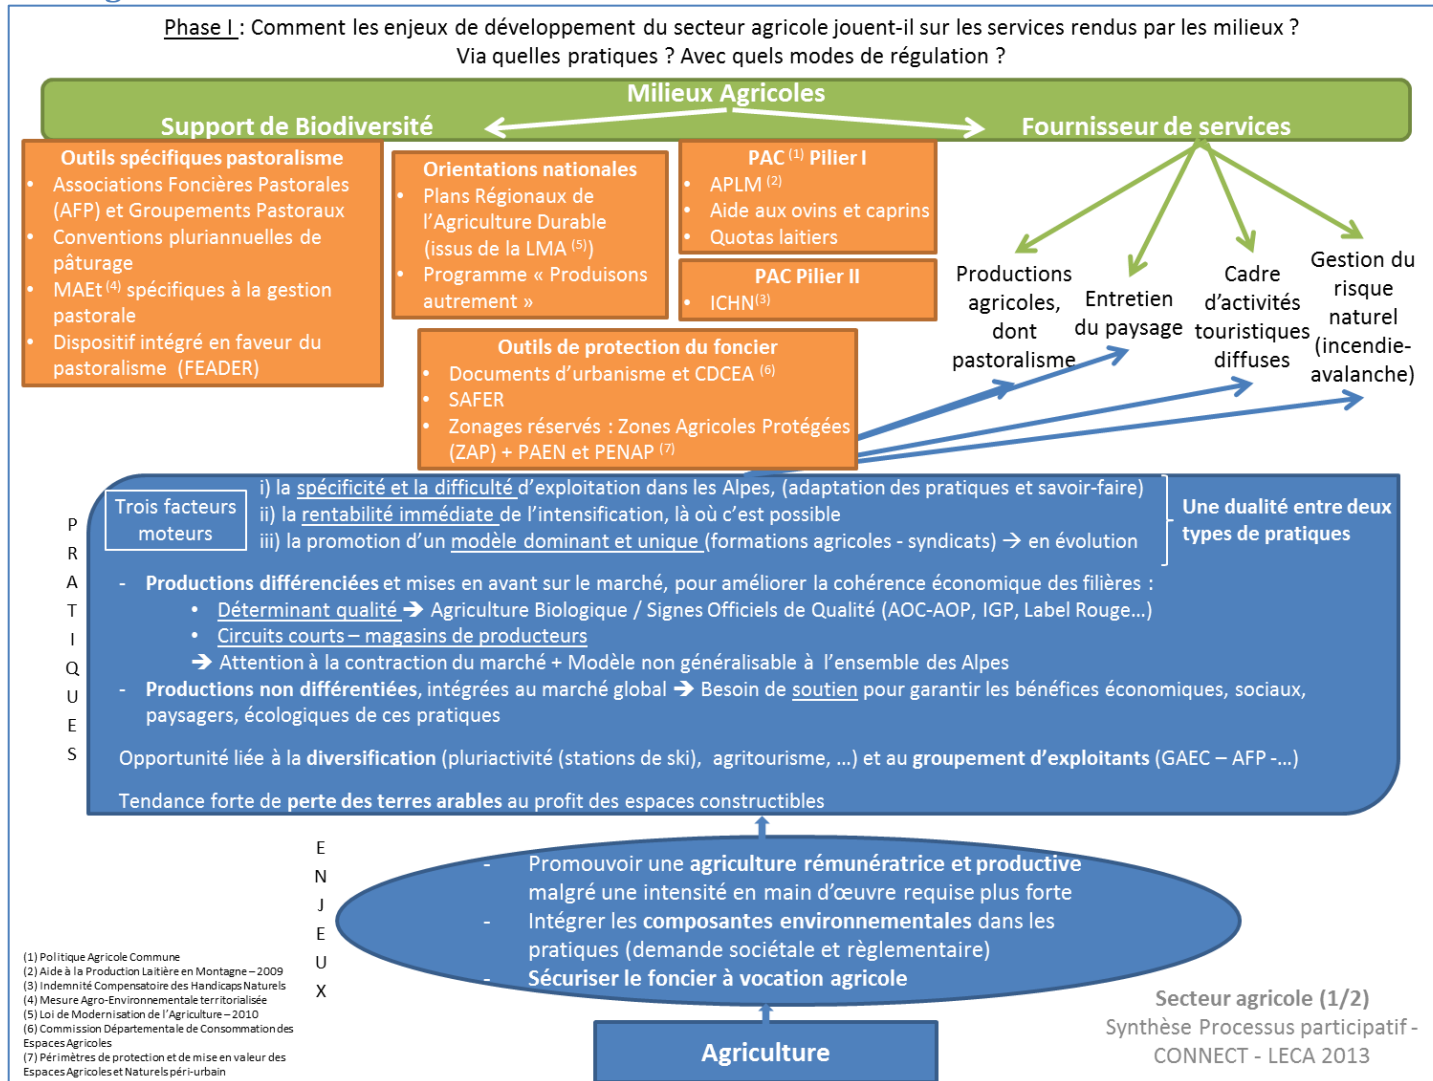 Phase I : Comment les enjeux de développement du secteur agricole jouent-il sur les services rendus par les milieux ?
Via quelles pratiques ? Avec quels modes de régulation ?
Milieux Agricoles
Support de Biodiversité
Fournisseur de services
Outils spécifiques pastoralisme
• Associations Foncières Pastorales
(AFP) et Groupements Pastoraux
• Conventions pluriannuelles de
pâturage
• MAEt (4) spécifiques à la gestion
pastorale
• Dispositif intégré en faveur du
pastoralisme (FEADER)
Orientations nationales
• Plans Régionaux de
l’Agriculture Durable
(issus de la LMA (5))
• Programme « Produisons
autrement »
PAC (1) Pilier I
• APLM (2)
• Aide aux ovins et caprins
• Quotas laitiers
PAC Pilier II
• ICHN(3)
Outils de protection du foncier
• Documents d’urbanisme et CDCEA (6)
• SAFER
• Zonages réservés : Zones Agricoles Protégées
(ZAP) + PAEN et PENAP (7)
Productions
agricoles,
dont
pastoralisme
Entretien
du paysage
Cadre
d’activités
touristiques
diffuses
Gestion du
risque
naturel
(incendie-
avalanche)
PRATIQUES
Trois facteurs
moteurs
i) la spécificité et la difficulté d’exploitation dans les Alpes, (adaptation des pratiques et savoir-faire)
ii) la rentabilité immédiate de l’intensification, là où c’est possible
iii) la promotion d’un modèle dominant et unique (formations agricoles - syndicats) → en évolution
Une dualité entre deux
types de pratiques
- Productions différenciées et mises en avant sur le marché, pour améliorer la cohérence économique des filières :
• Déterminant qualité ➔ Agriculture Biologique / Signes Officiels de Qualité (AOC-AOP, IGP, Label Rouge…)
• Circuits courts – magasins de producteurs
➔ Attention à la contraction du marché + Modèle non généralisable à l’ensemble des Alpes
- Productions non différentiées, intégrées au marché global ➔ Besoin de soutien pour garantir les bénéfices économiques, sociaux,
paysagers, écologiques de ces pratiques
Opportunité liée à la diversification (pluriactivité (stations de ski), agritourisme, …) et au groupement d’exploitants (GAEC – AFP -…)
Tendance forte de perte des terres arables au profit des espaces constructibles
ENJEUX
- Promouvoir une agriculture rémunératrice et productive
malgré une intensité en main d’œuvre requise plus forte
- Intégrer les composantes environnementales dans les
pratiques (demande sociétale et règlementaire)
- Sécuriser le foncier à vocation agricole
Agriculture
(1) Politique Agricole Commune
(2) Aide à la Production Laitière en Montagne – 2009
(3) Indemnité Compensatoire des Handicaps Naturels
(4) Mesure Agro-Environnementale territorialisée
(5) Loi de Modernisation de l’Agriculture – 2010
(6) Commission Départementale de Consommation des
Espaces Agricoles
(7) Périmètres de protection et de mise en valeur des
Espaces Agricoles et Naturels péri-urbain
Secteur agricole (1/2)
Synthèse Processus participatif -
CONNECT - LECA 2013